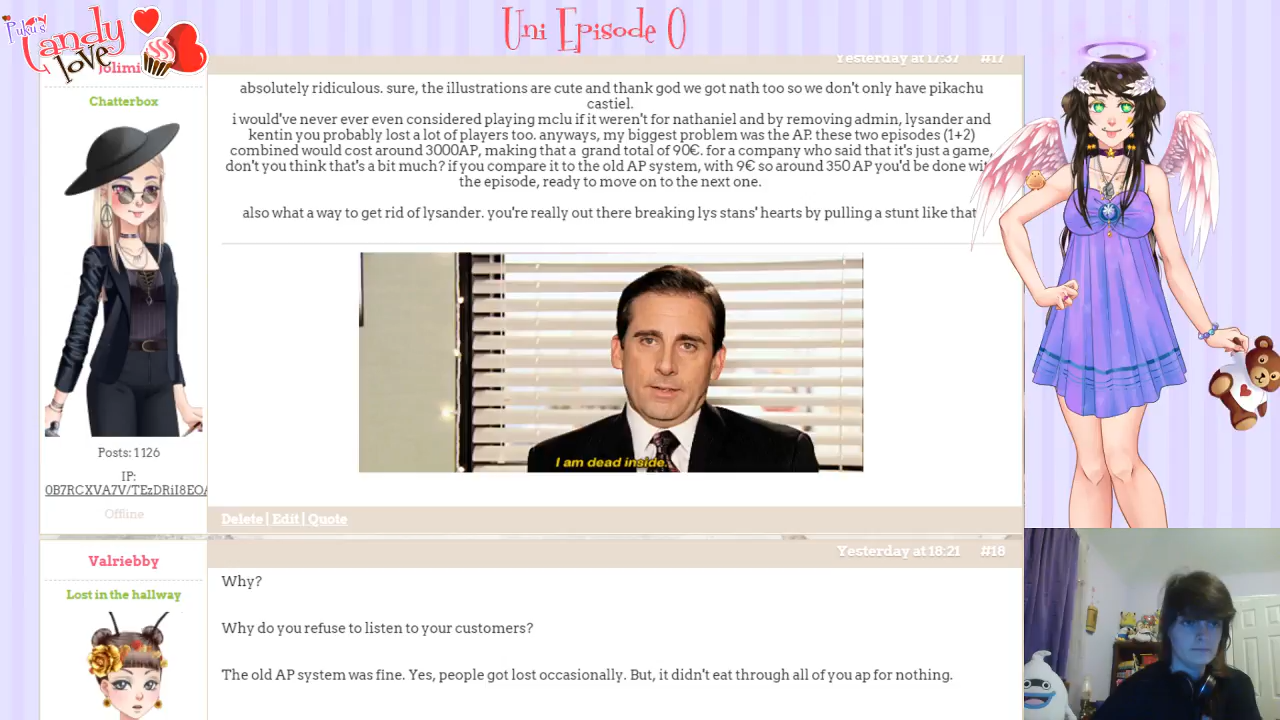 Puku's
Candy
love
Uni Episode 0
Jolimi
Yesterday at 17:37 #17
Chatterbox
absolutely ridiculous. sure, the illustrations are cute and thank god we got nath too so we don't only have pikachu
castiel.
i would've never ever even considered playing mclu if it weren't for nathaniel and by removing armin, lysander and
kentin you probably lost a lot of players too. anyways, my biggest problem was the AP. these two episodes (1+2)
combined would cost around 3000AP, making that a grand total of 90€. for a company who said that it's just a game,
don't you think that's a bit much? if you compare it to the old AP system, with 9€ so around 350 AP you'd be done wit
the episode, ready to move on to the next one.
also what a way to get rid of lysander. you're really out there breaking lys stans' hearts by pulling a stunt like that
I am dead inside.
Posts: 1126
IP:
0B7RCXVA7V/TEzDRiI8EOA
Offline
Delete | Edit | Quote
Valriebby
Yesterday at 18:21 #18
Lost in the hallway
Why?
Why do you refuse to listen to your customers?
The old AP system was fine. Yes, people got lost occasionally. But, it didn't eat through all of you ap for nothing.